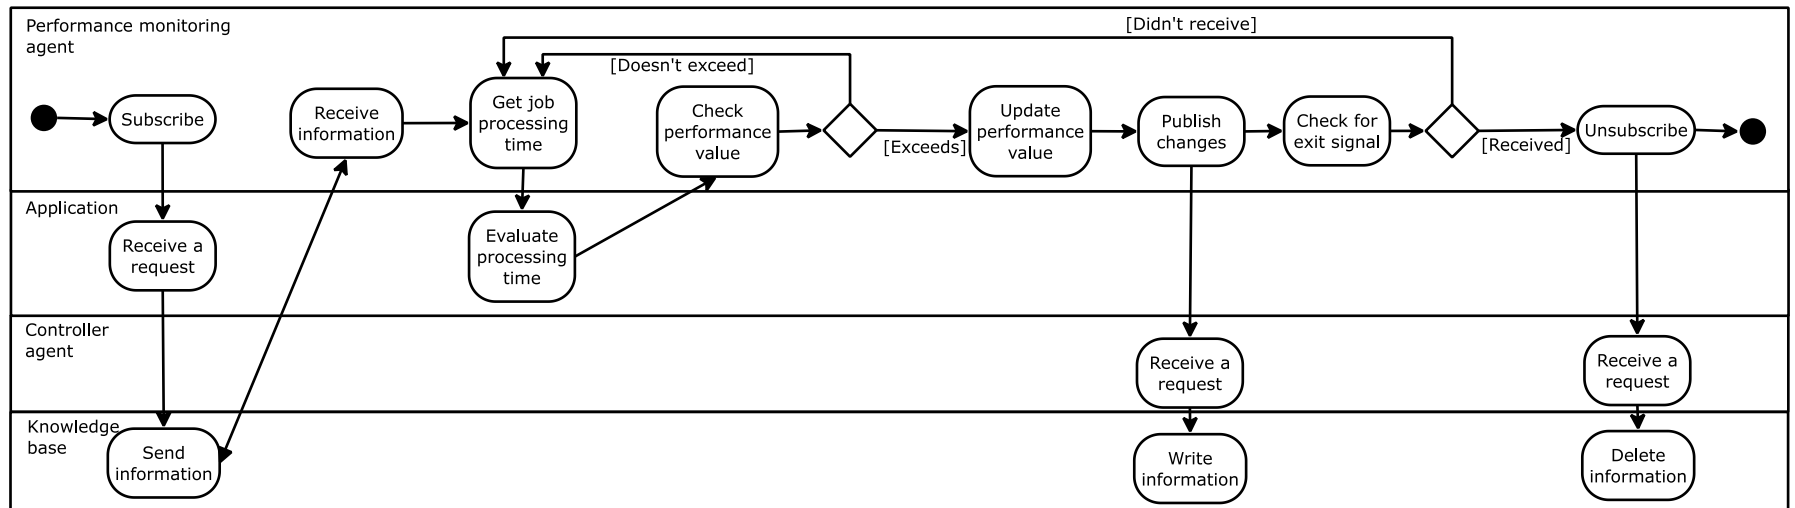 Performance monitoring
agent
[Didn't receive]
[Doesn't exceed]
Subscribe
Receive
information
Get job
processing
time
Check
performance
value
[Exceeds]
Update
performance
value
Publish
changes
Check for
exit signal
[Received]
Unsubscribe
Application
Receive a
request
Evaluate
processing
time
Controller
agent
Receive a
request
Receive a
request
Knowledge
base
Send
information
Write
information
Delete
information